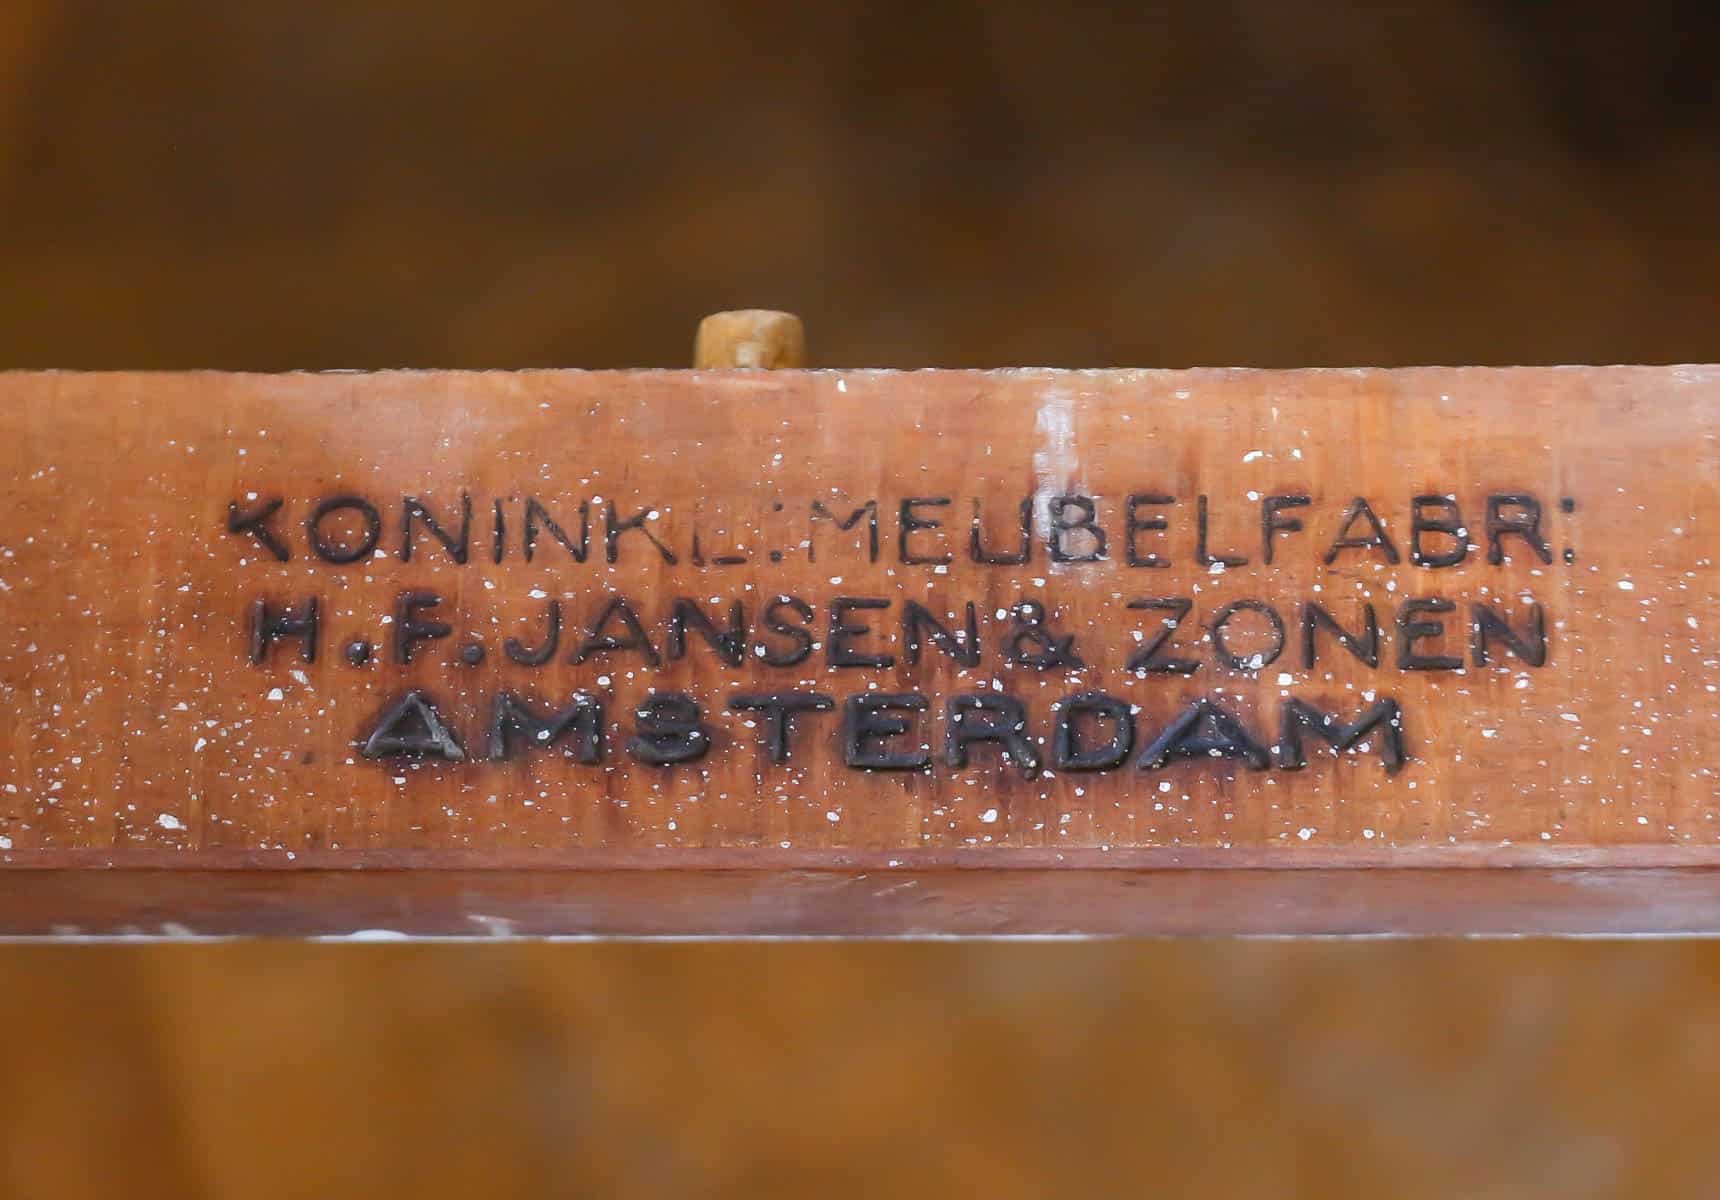 KONINKL: MEUBELFABR:
H.F. JANSEN & ZONEN
AMSTERDAM